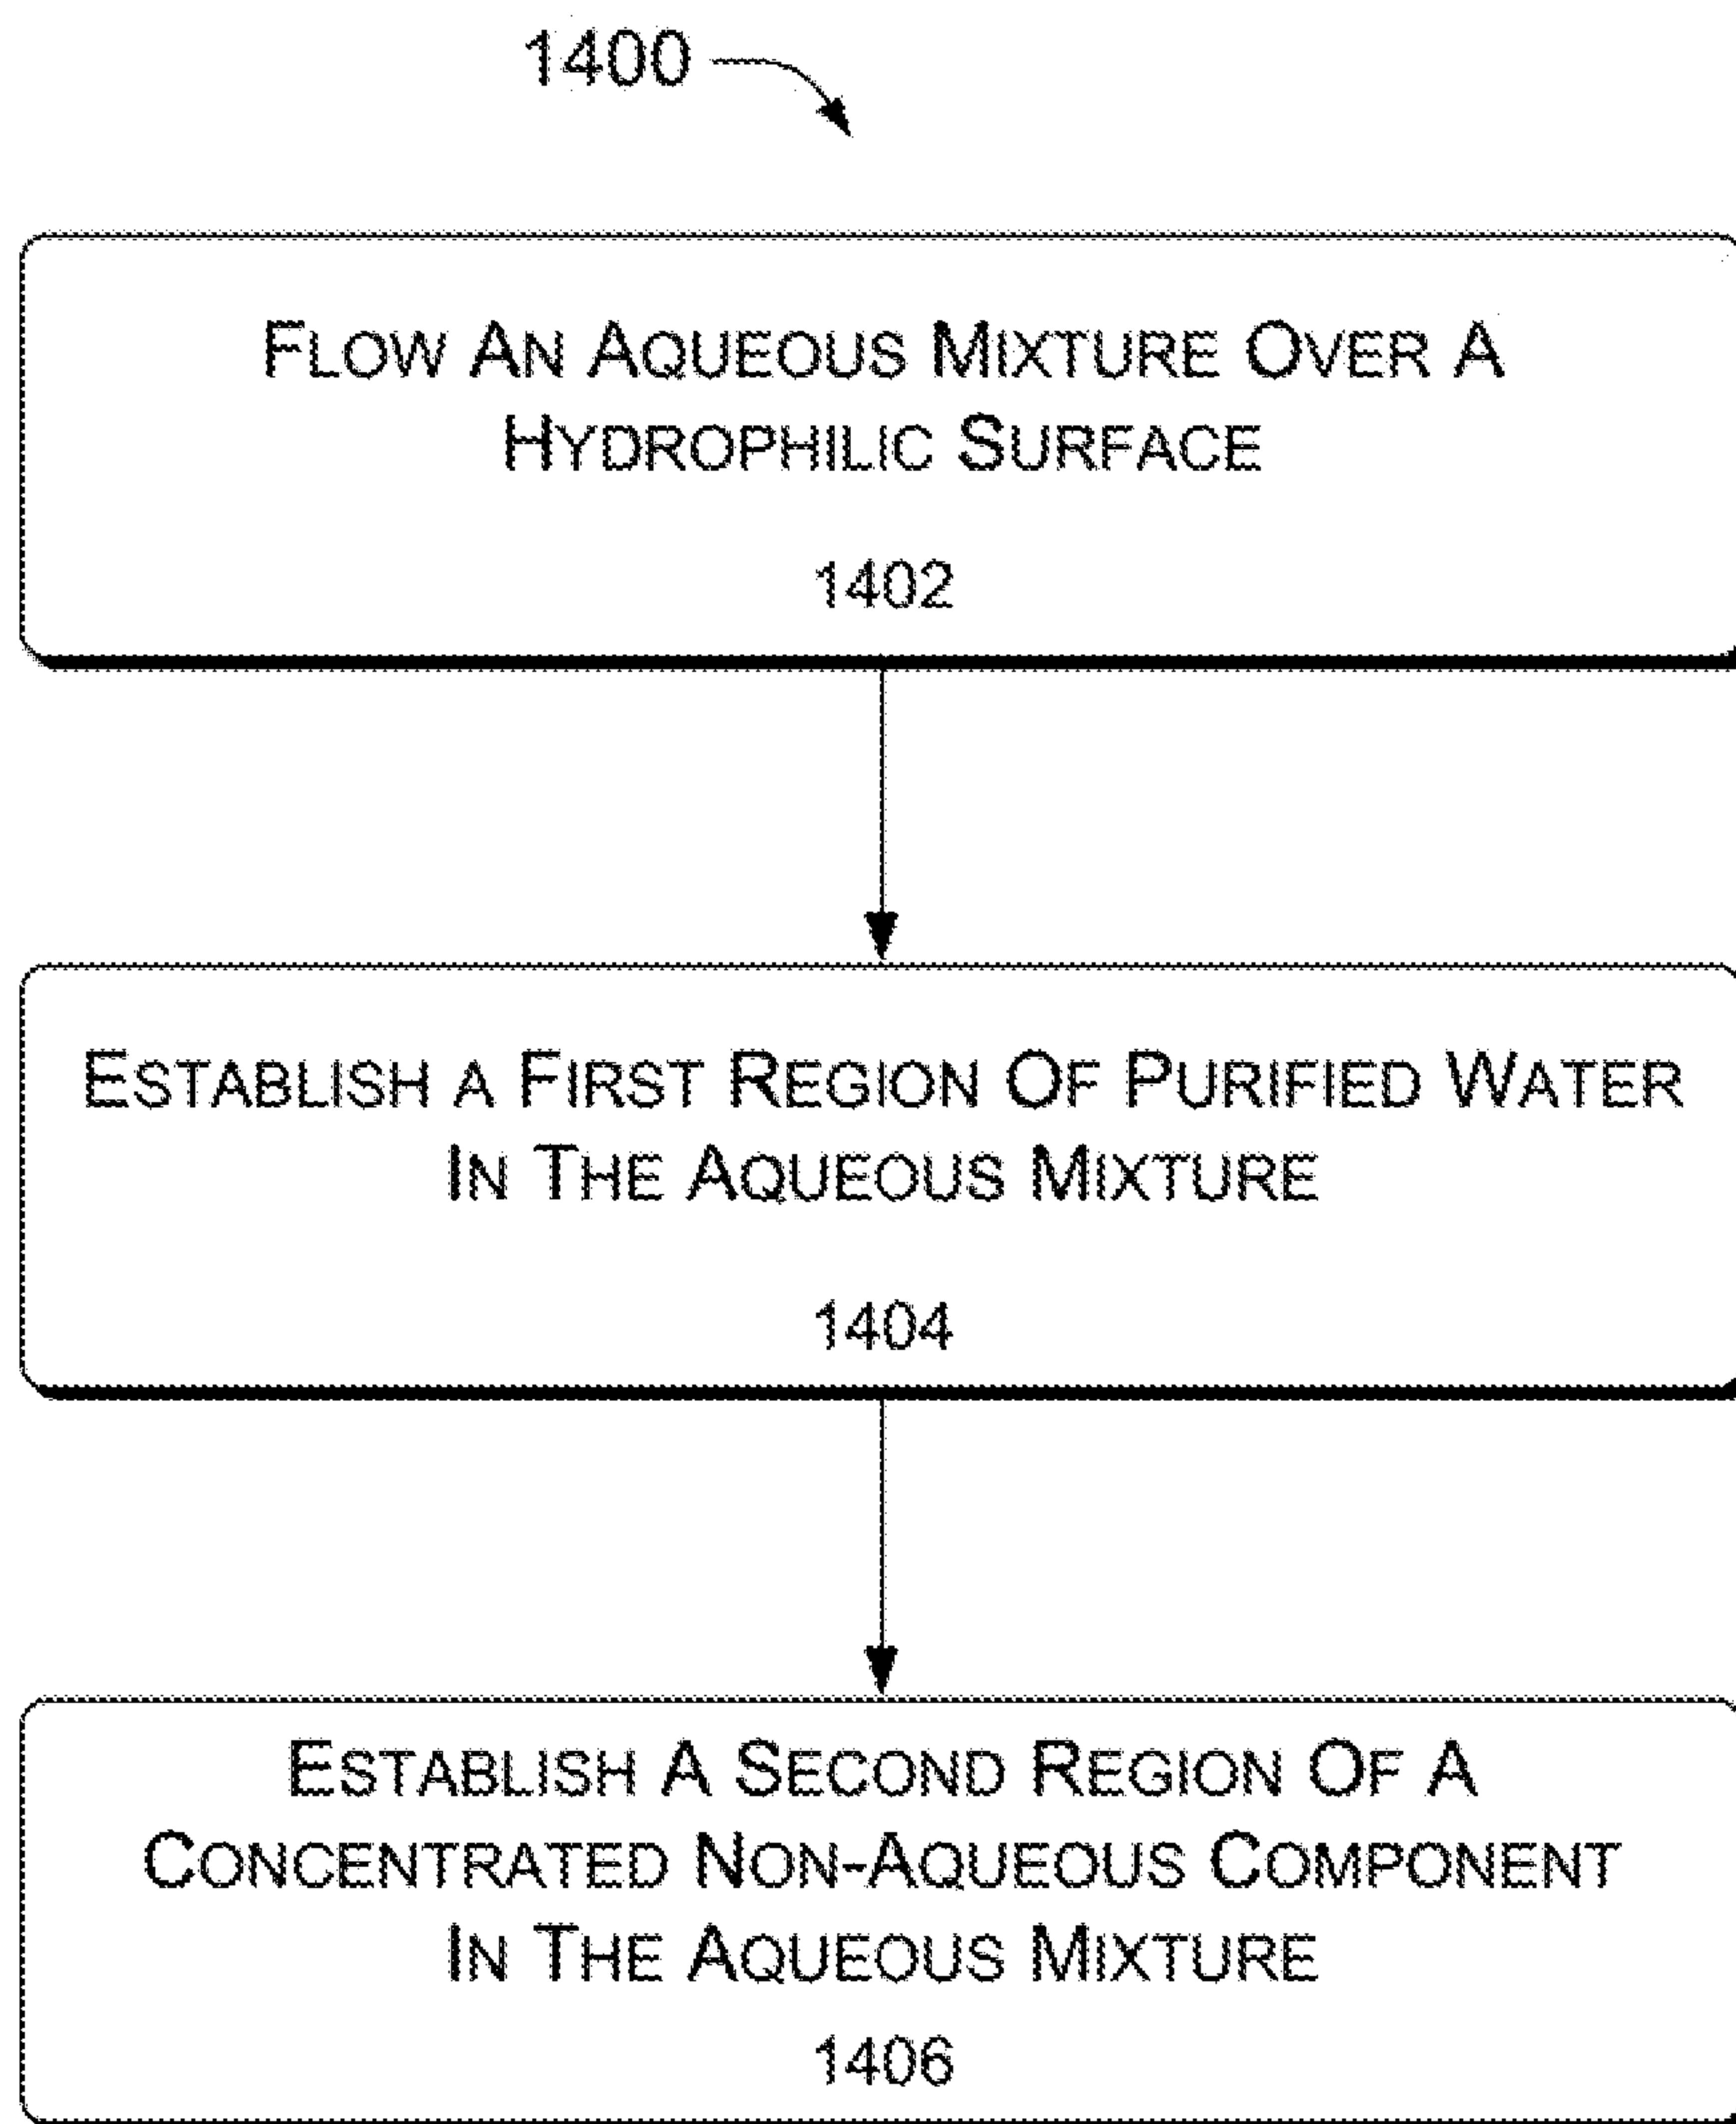 1400
FLOW AN AQUEOUS MIXTURE OVER A
HYDROPHILIC SURFACE
1402
ESTABLISH A FIRST REGION OF PURIFIED WATER
IN THE AQUEOUS MIXTURE
1404
ESTABLISH A SECOND REGION OF A
CONCENTRATED NON-AQUEOUS COMPONENT
IN THE AQUEOUS MIXTURE
1406